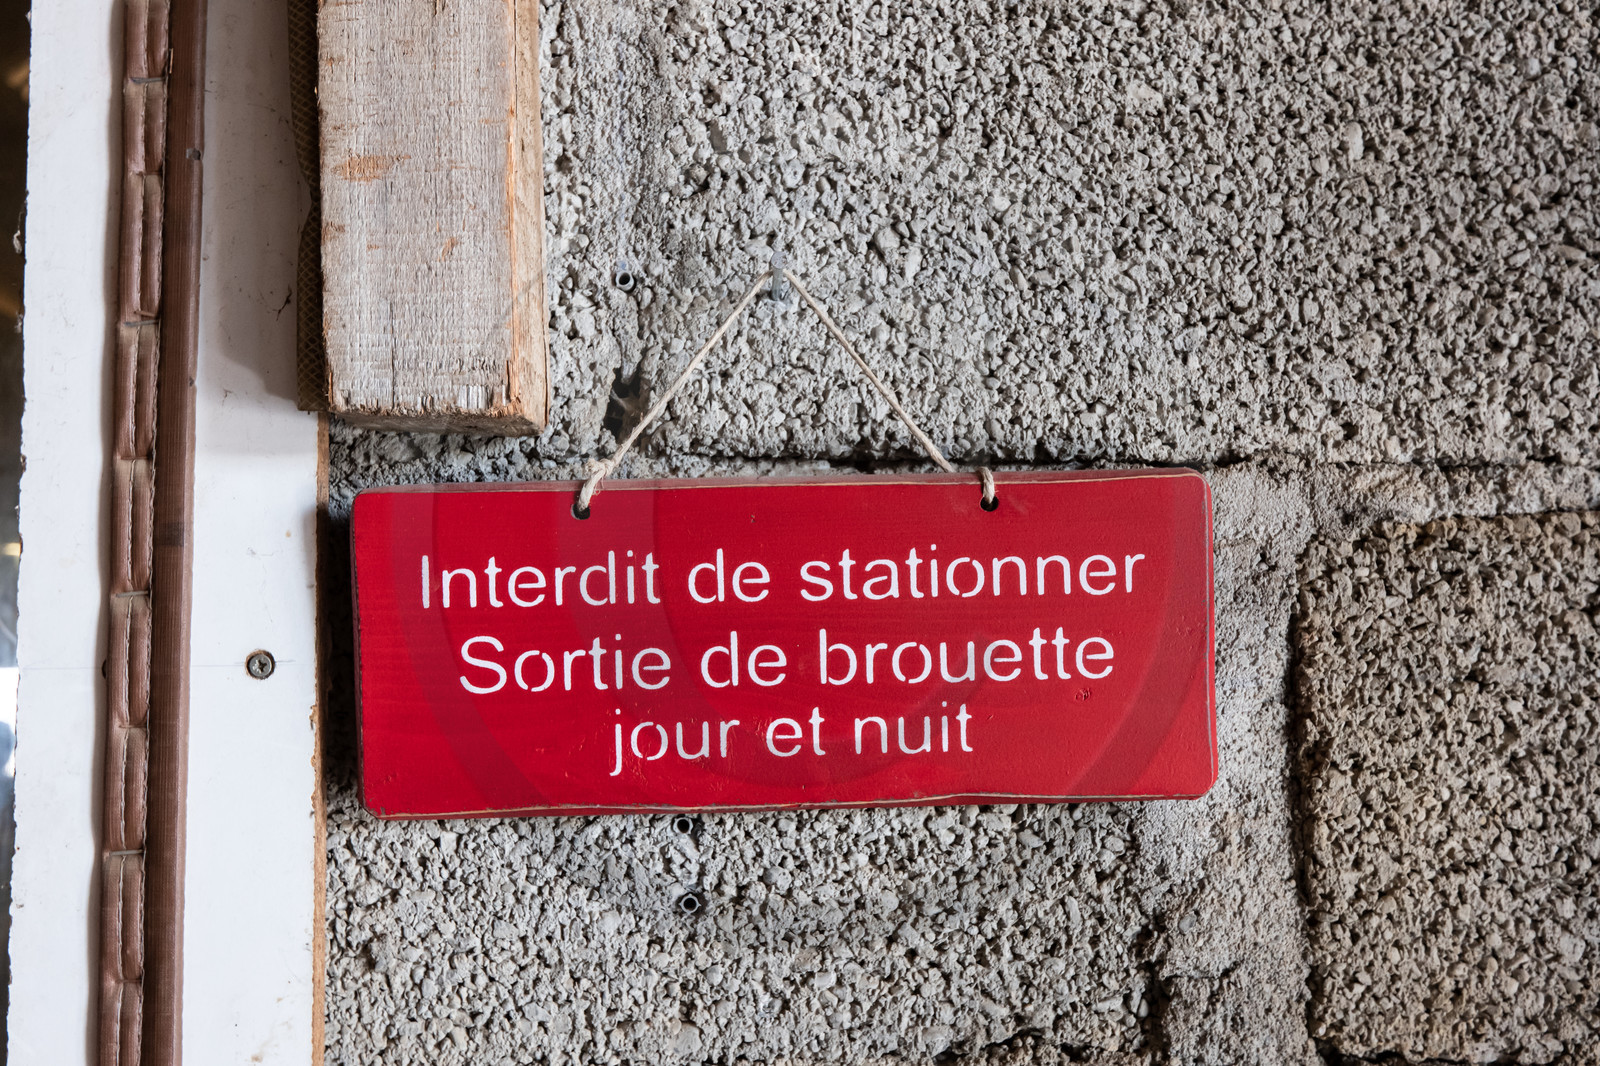 Interdit de stationner
Sortie de brouette
jour et nuit